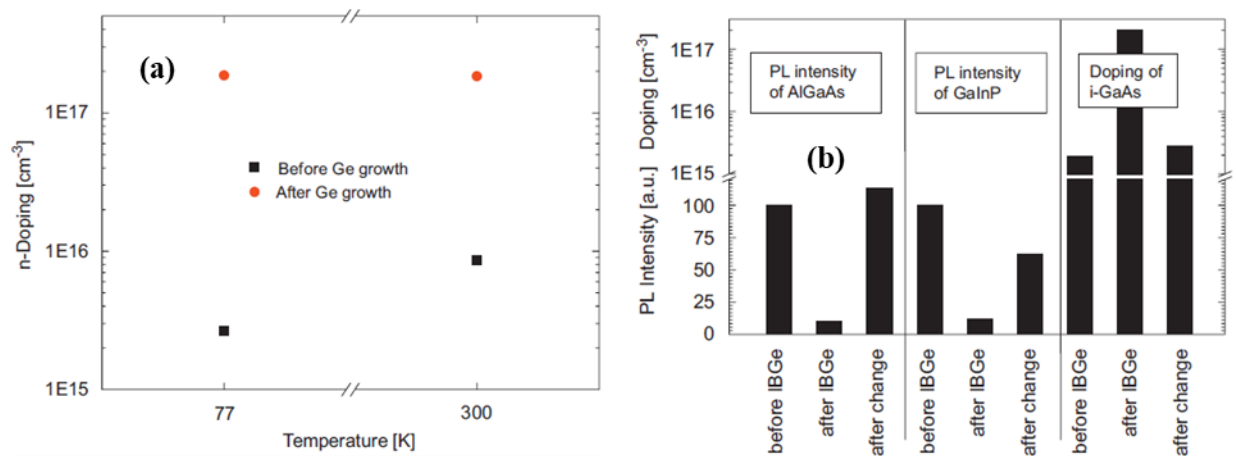 (a)
n-Doping [cm⁻³]
1E17
1E16
1E15
Before Ge growth
After Ge growth
77
300
Temperature [K]
(b)
Doping [cm⁻³]
1E17
1E16
1E15
PL Intensity [a.u.]
100
75
50
25
0
PL intensity
of AlGaAs
PL intensity
of GaInP
Doping of
i-GaAs
before IBGe
after IBGe
after change
before IBGe
after IBGe
after change
before IBGe
after IBGe
after change